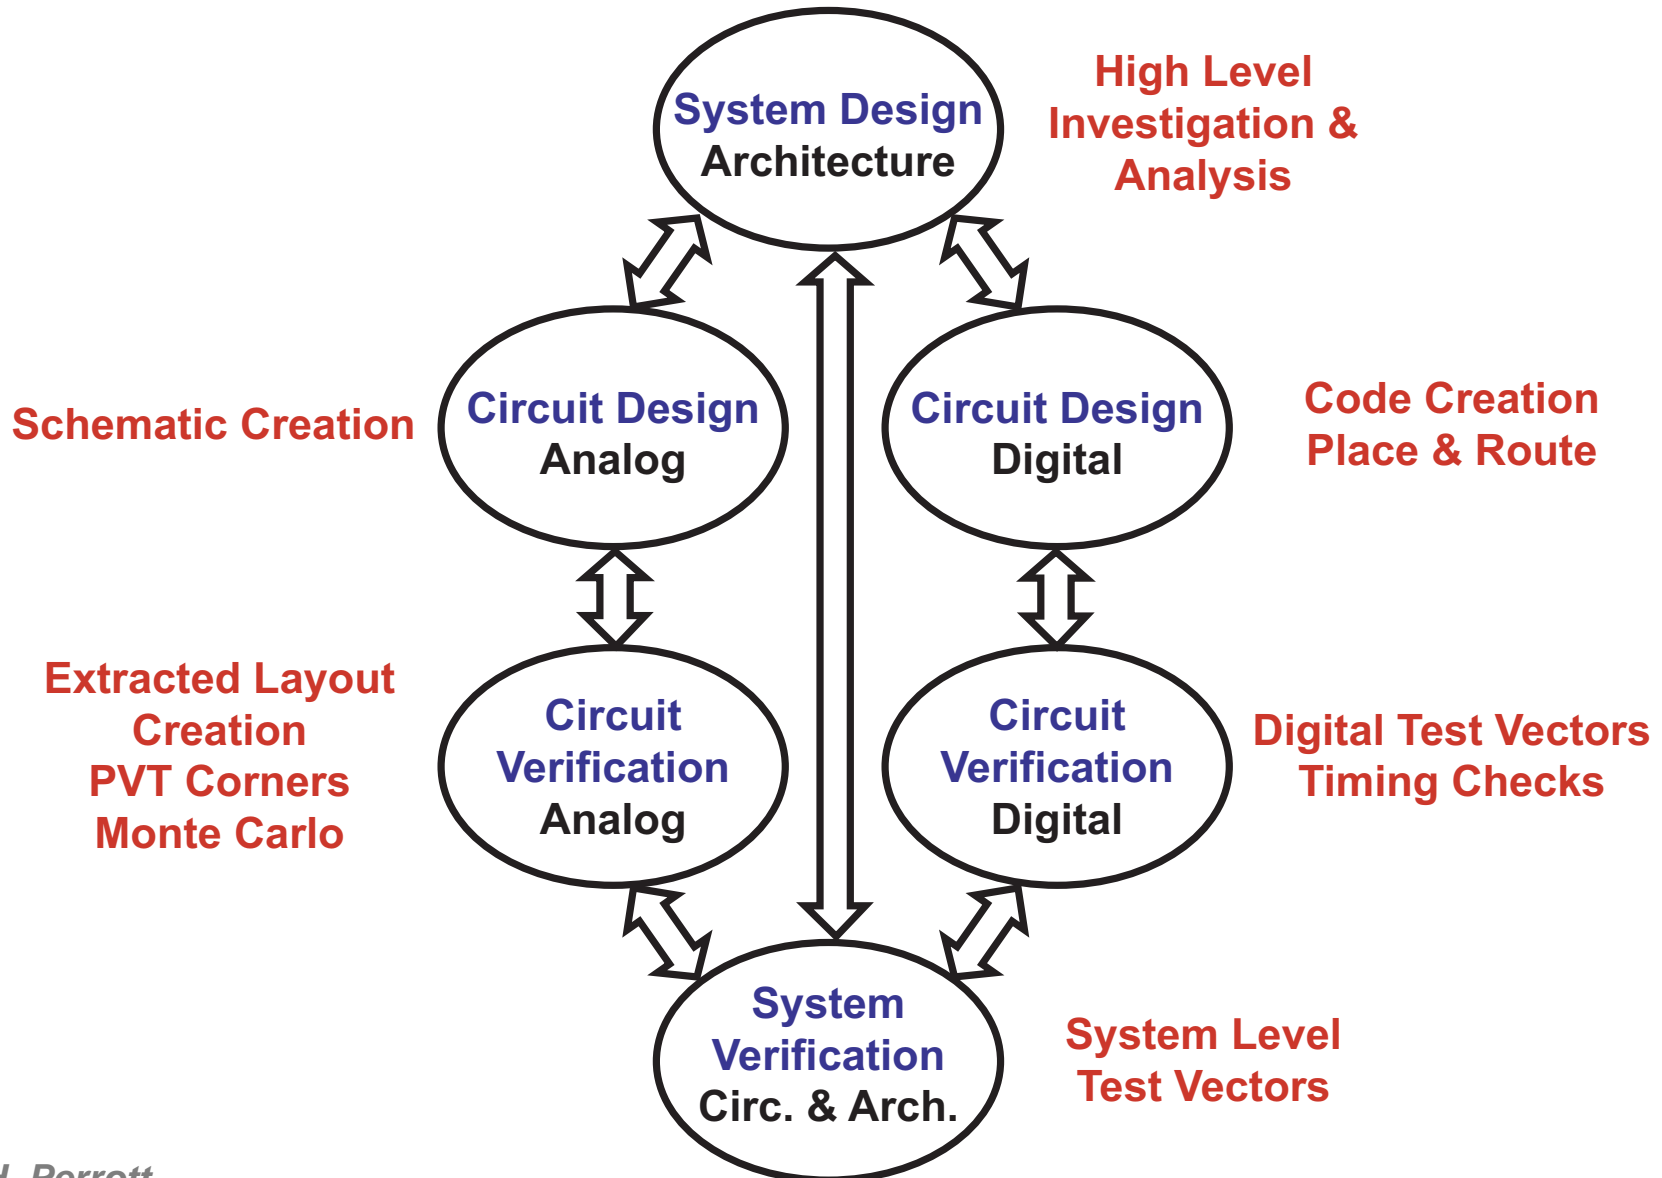 System Design
Architecture
High Level
Investigation &
Analysis
Schematic Creation
Circuit Design
Analog
Circuit Design
Digital
Code Creation
Place & Route
Extracted Layout
Creation
PVT Corners
Monte Carlo
Circuit
Verification
Analog
Circuit
Verification
Digital
Digital Test Vectors
Timing Checks
System
Verification
Circ. & Arch.
System Level
Test Vectors
Perrott